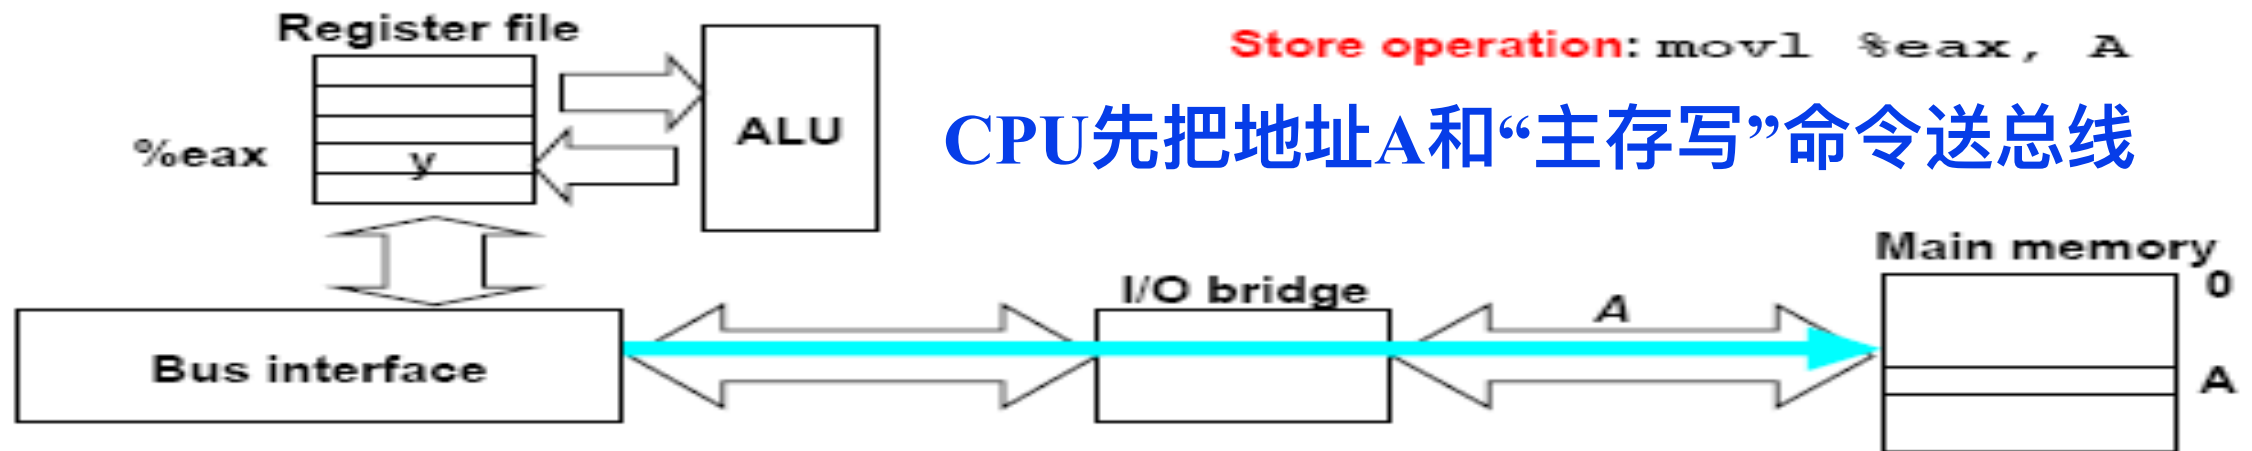 Register file
Store operation: movl %eax, A
ALU
CPU先把地址A和“主存写”命令送总线
%eax
y
Main memory
0
I/O bridge
A
Bus interface
A